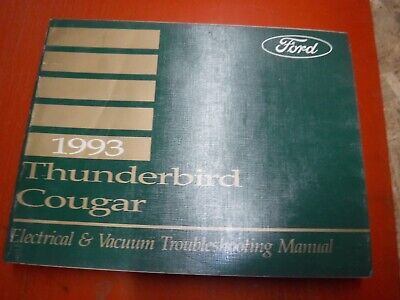 Ford
1993
Thunderbird
Cougar
Electrical & Vacuum Troubleshooting Manual